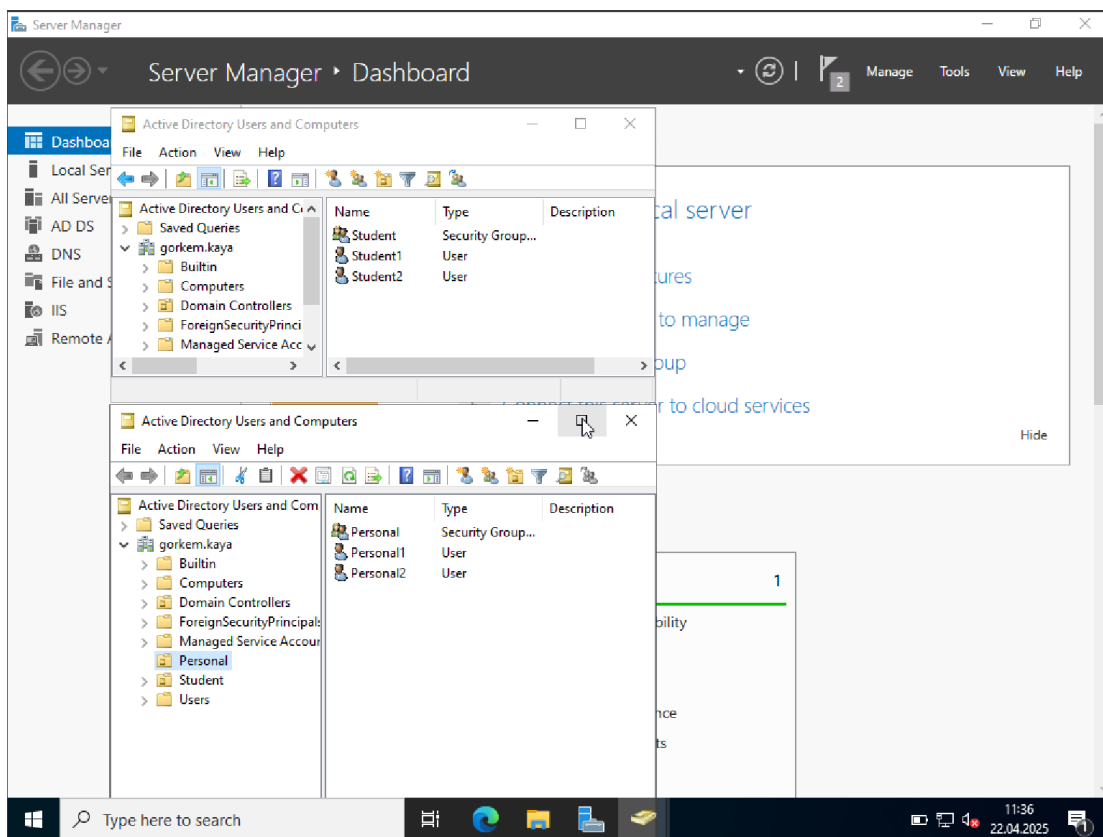 Server Manager
Server Manager • Dashboard
2
Manage
Tools
View
Help
Dashboa
Local Ser
All Server
AD DS
DNS
File and S
IIS
Remote A
Active Directory Users and Computers
File Action View Help
Active Directory Users and C
Saved Queries
gorkem.kaya
Builtin
Computers
Domain Controllers
ForeignSecurityPrinci
Managed Service Acc
Name Type Description
Student Security Group...
Student1 User
Student2 User
cal server
tures
to manage
oup
Connect this server to cloud services
Hide
Active Directory Users and Computers
File Action View Help
Active Directory Users and Com
Saved Queries
gorkem.kaya
Builtin
Computers
Domain Controllers
ForeignSecurityPrincipals
Managed Service Accour
Personal
Student
Users
Name Type Description
Personal Security Group...
Personal1 User
Personal2 User
1
bility
nce
ts
Type here to search
11:36
22.04.2025
1